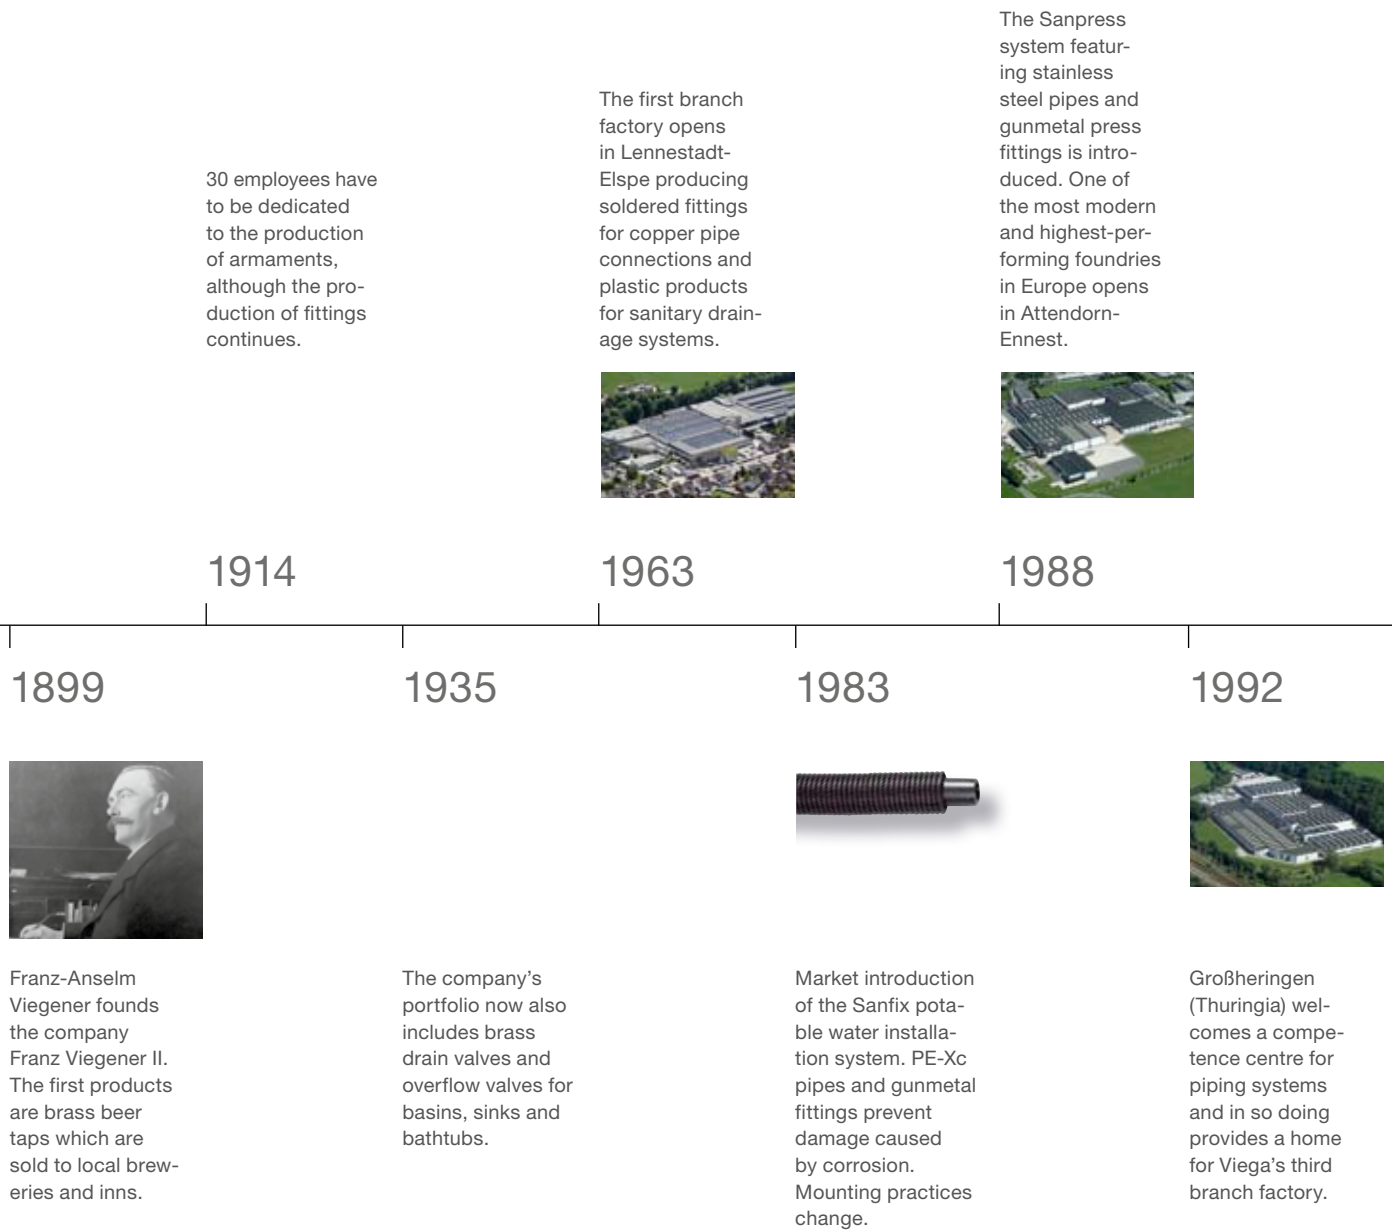 The Sanpress
system featur-
ing stainless
steel pipes and
gunmetal press
fittings is intro-
duced. One of
the most modern
and highest-per-
forming foundries
in Europe opens
in Attendorn-
Ennest.
The first branch
factory opens
in Lennestadt-
Elspe producing
soldered fittings
for copper pipe
connections and
plastic products
for sanitary drain-
age systems.
30 employees have
to be dedicated
to the production
of armaments,
although the pro-
duction of fittings
continues.
1914
1963
1988
1899
1935
1983
1992
Franz-Anselm
Viegener founds
the company
Franz Viegener II.
The first products
are brass beer
taps which are
sold to local brew-
eries and inns.
The company’s
portfolio now also
includes brass
drain valves and
overflow valves for
basins, sinks and
bathtubs.
Market introduction
of the Sanfix pota-
ble water installa-
tion system. PE-Xc
pipes and gunmetal
fittings prevent
damage caused
by corrosion.
Mounting practices
change.
Großheringen
(Thuringia) wel-
comes a compe-
tence centre for
piping systems
and in so doing
provides a home
for Viega’s third
branch factory.